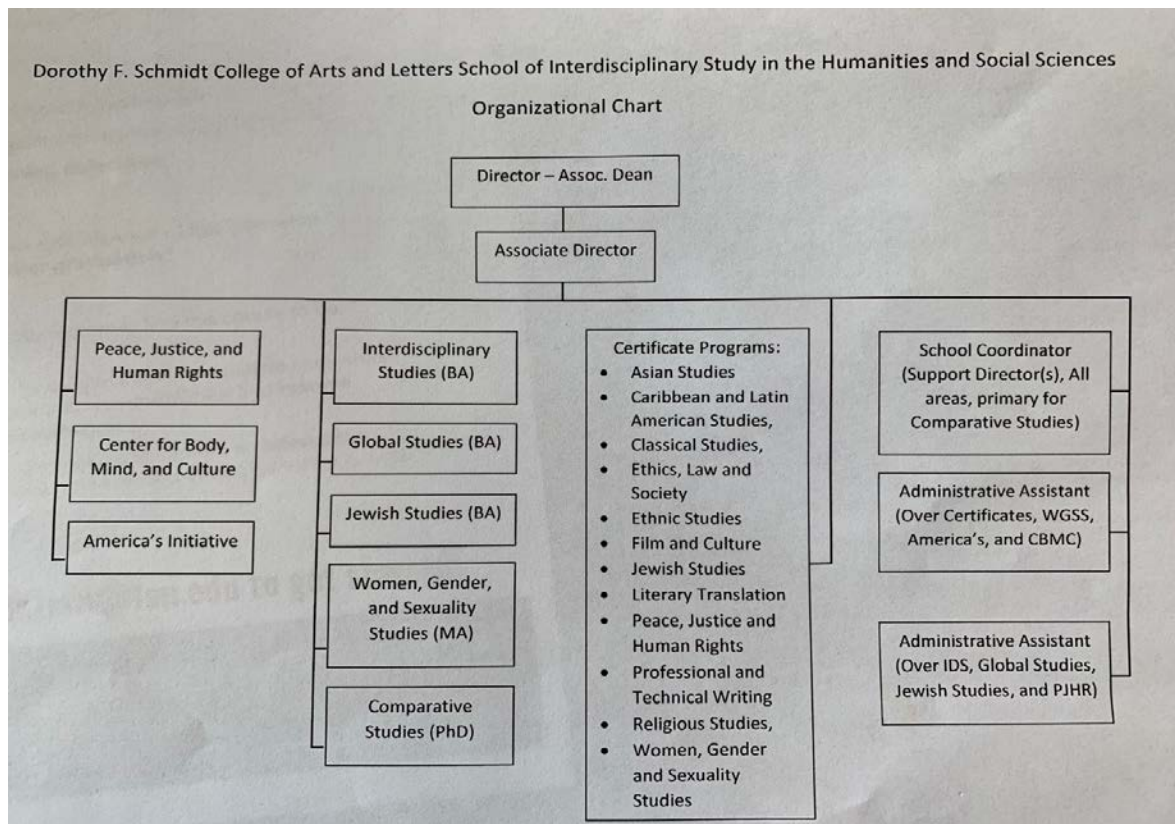 Dorothy F. Schmidt College of Arts and Letters School of Interdisciplinary Study in the Humanities and Social Sciences
Organizational Chart
Director – Assoc. Dean
Associate Director
Peace, Justice, and
Human Rights
Center for Body,
Mind, and Culture
America's Initiative
Interdisciplinary
Studies (BA)
Global Studies (BA)
Jewish Studies (BA)
Women, Gender,
and Sexuality
Studies (MA)
Comparative
Studies (PhD)
Certificate Programs:
• Asian Studies
• Caribbean and Latin
American Studies,
• Classical Studies,
• Ethics, Law and
Society
• Ethnic Studies
• Film and Culture
• Jewish Studies
• Literary Translation
• Peace, Justice and
Human Rights
• Professional and
Technical Writing
• Religious Studies,
• Women, Gender
and Sexuality
Studies
School Coordinator
(Support Director(s), All
areas, primary for
Comparative Studies)
Administrative Assistant
(Over Certificates, WGSS,
America's, and CBMC)
Administrative Assistant
(Over IDS, Global Studies,
Jewish Studies, and PJHR)